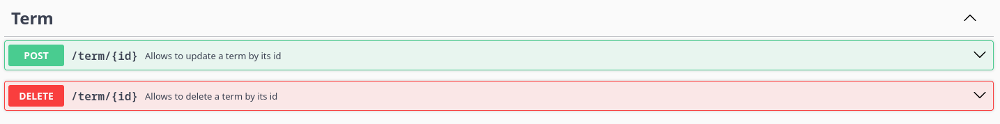 Term
POST /term/{id} Allows to update a term by its id
DELETE /term/{id} Allows to delete a term by its id